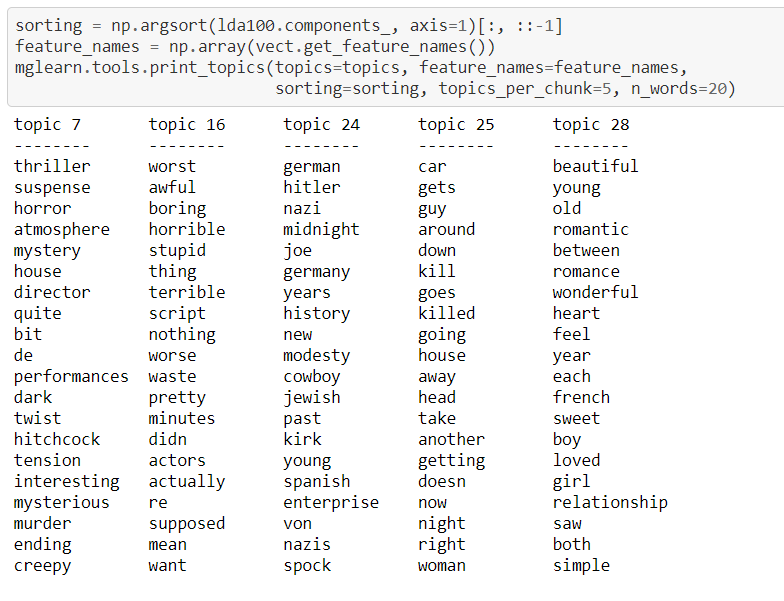 sorting = np.argsort(lda100.components_, axis=1)[:, ::-1]
feature_names = np.array(vect.get_feature_names())
mglearn.tools.print_topics(topics=topics, feature_names=feature_names,
                           sorting=sorting, topics_per_chunk=5, n_words=20)
topic 7       topic 16      topic 24      topic 25      topic 28
--------      --------      --------      --------      --------
thriller      worst         german        car           beautiful
suspense      awful         hitler        gets          young
horror        boring        nazi          guy           old
atmosphere    horrible      midnight      around        romantic
mystery       stupid        joe           down          between
house         thing         germany       kill          romance
director      terrible      years         goes          wonderful
quite         script        history       killed        heart
bit           nothing       new           going         feel
de            worse         modesty       house         year
performances  waste         cowboy        away          each
dark          pretty        jewish        head          french
twist         minutes       past          take          sweet
hitchcock     didn          kirk          another       boy
tension       actors        young         getting       loved
interesting   actually      spanish       doesn         girl
mysterious    re            enterprise    now           relationship
murder        supposed      von           night         saw
ending        mean          nazis         right         both
creepy        want          spock         woman         simple